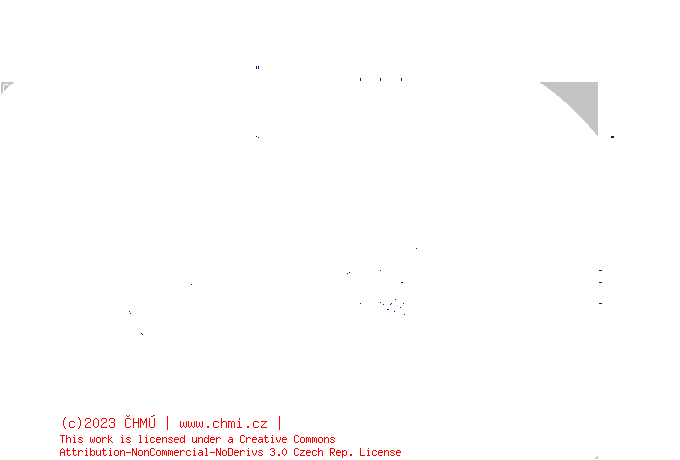 (c)2023 ČHMÚ | www.chmi.cz |
This work is licensed under a Creative Commons
Attribution-NonCommercial-NoDerivs 3.0 Czech Rep. License